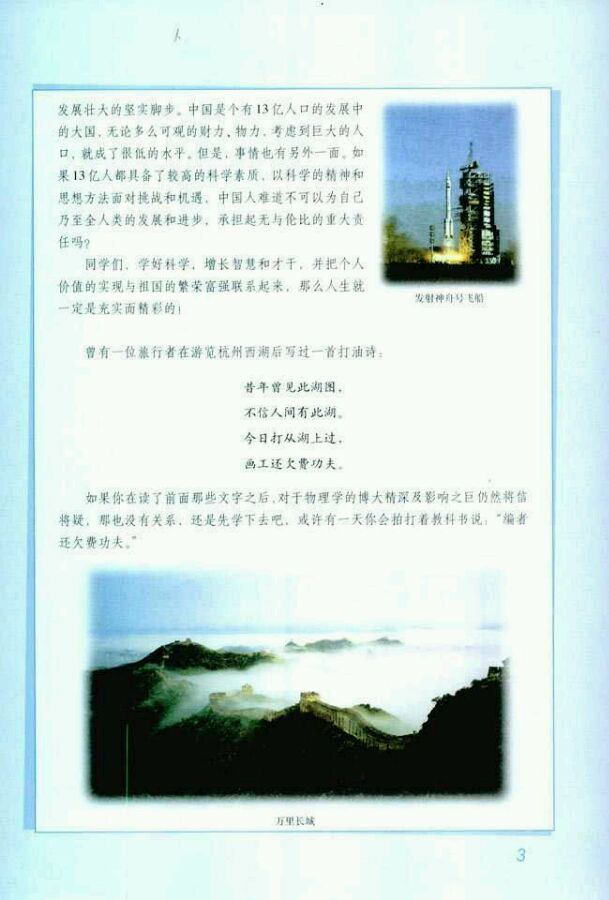 发展壮大的坚实脚步。中国是个有13亿人口的发展中
的大国，无论多么可观的财力、物力，考虑到巨大的人
口，就成了很低的水平。但是，事情也有另外一面。如
果13亿人都具备了较高的科学素质，以科学的精神和
思想方法面对挑战和机遇，中国人难道不可以为自己
乃至全人类的发展和进步，承担起无与伦比的重大责
任吗？
同学们，学好科学，增长智慧和才干，并把个人
价值的实现与祖国的繁荣富强联系起来，那么人生就
一定是充实而精彩的！
发射神舟号飞船
曾有一位旅行者在游览杭州西湖后写过一首打油诗：
昔年曾见此湖图，
不信人间有此湖。
今日打从湖上过，
画工还欠费功夫。
如果你在读了前面那些文字之后，对于物理学的博大精深及影响之巨仍然将信
将疑，那也没有关系，还是先学下去吧，或许有一天你会拍打着教科书说：“编者
还欠费功夫。”
万里长城
3